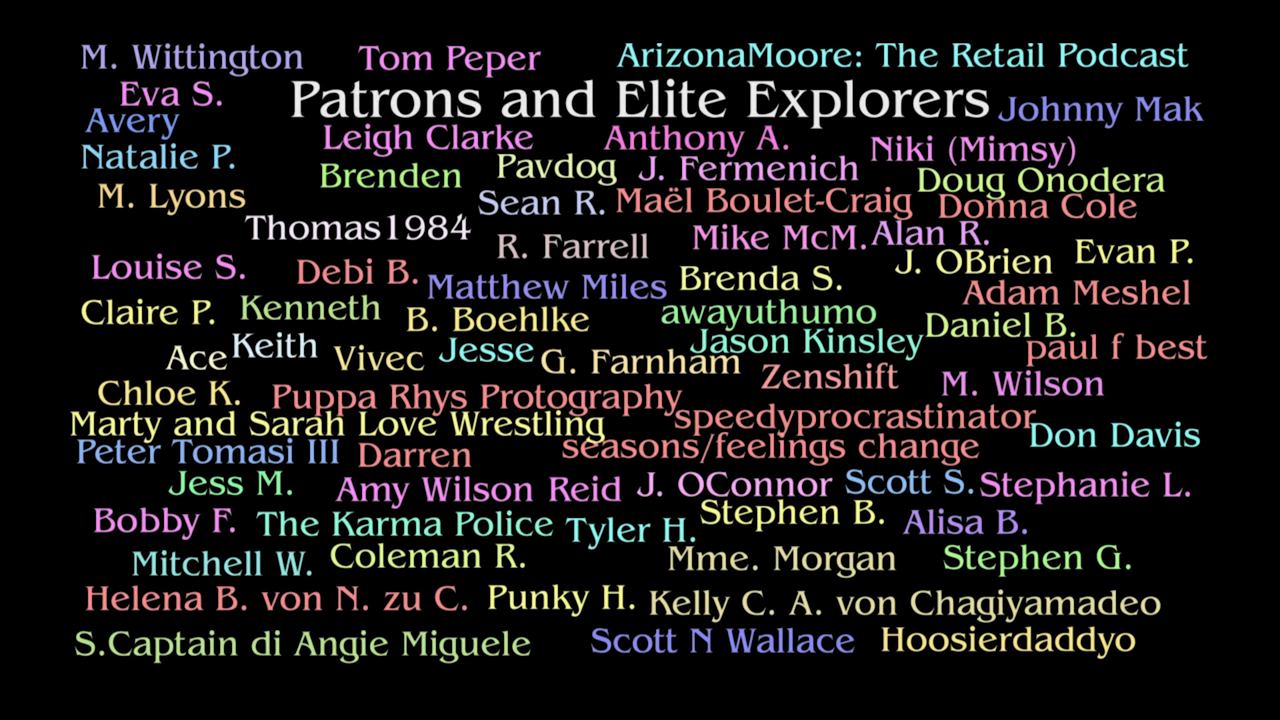 M. Wittington Tom Peper ArizonaMoore: The Retail Podcast
Eva S. Patrons and Elite Explorers Johnny Mak
Avery Leigh Clarke Anthony A. Niki (Mimsy)
Natalie P. Brenden Pavdog J. Fermenich Doug Onodera
M. Lyons Sean R. Maël Boulet-Craig Donna Cole
Thomas1984 R. Farrell Mike McM. Alan R. Evan P.
Louise S. Debi B. Matthew Miles Brenda S. J. OBrien Adam Meshel
Claire P. Kenneth B. Boehlke awayuthumo Daniel B.
Ace Keith Vivec Jesse G. Farnham Jason Kinsley paul f best
Chloe K. Puppa Rhys Protography Zenshift M. Wilson
Marty and Sarah Love Wrestling speedyprocrastinator Don Davis
Peter Tomasi III Darren seasons/feelings change
Jess M. Amy Wilson Reid J. OConnor Scott S. Stephanie L.
Bobby F. The Karma Police Tyler H. Stephen B. Alisa B.
Mitchell W. Coleman R. Mme. Morgan Stephen G.
Helena B. von N. zu C. Punky H. Kelly C. A. von Chagiyamadeo
S.Captain di Angie Miguele Scott N Wallace Hoosierdaddyo